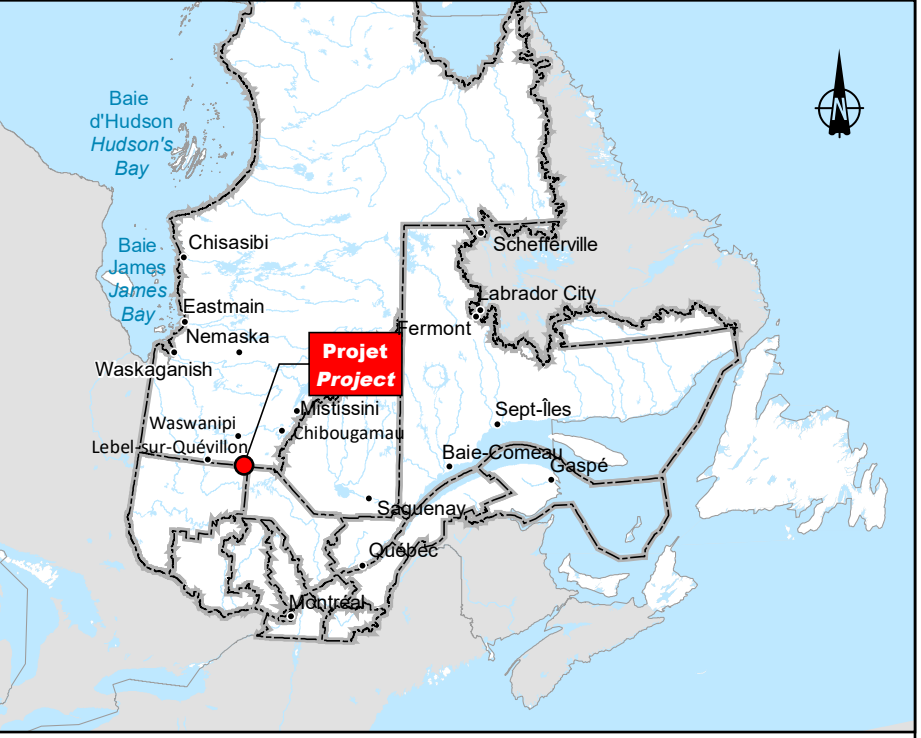 N
Baie
d'Hudson
Hudson's
Bay
Baie
James
James
Bay
Chisasibi
Schefferville
Eastmain
Labrador City
Nemaska
Fermont
Waskaganish
Projet
Project
Mistissini
Sept-Îles
Waswanipi
Chibougamau
Lebel-sur-Quévillon
Baie-Comeau
Gaspé
Saguenay
Québec
Montréal